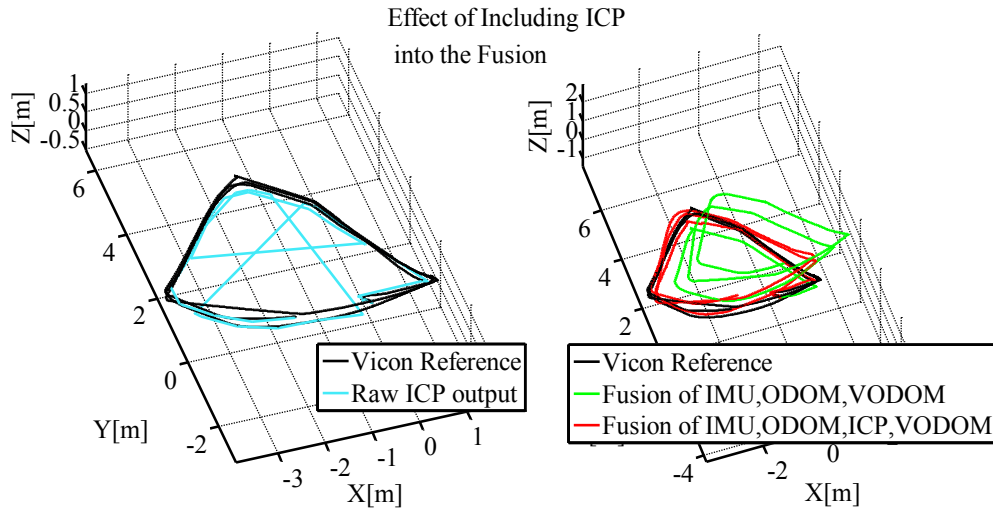 Effect of Including ICP
into the Fusion
Z[m]
1
0.5
0
-0.5
6
4
2
0
-2
Y[m]
-3
-2
-1
0
1
X[m]
Vicon Reference
Raw ICP output
Z[m]
2
1
0
-1
6
4
2
-4
-2
0
X[m]
Vicon Reference
Fusion of IMU,ODOM,VODOM
Fusion of IMU,ODOM,ICP,VODOM